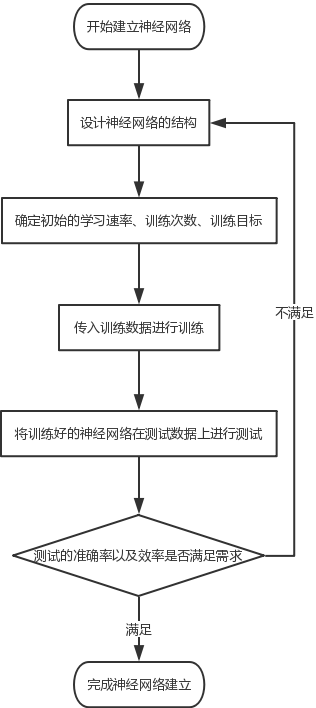 开始建立神经网络
设计神经网络的结构
确定初始的学习速率、训练次数、训练目标
不满足
传入训练数据进行训练
将训练好的神经网络在测试数据上进行测试
测试的准确率以及效率是否满足需求
满足
完成神经网络建立